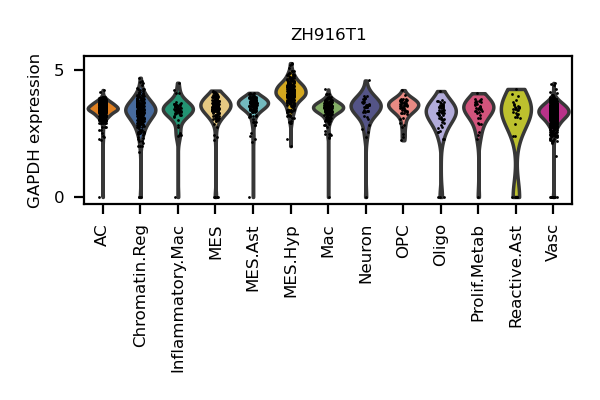 ZH916T1
GAPDH expression
5
0
AC
Chromatin.Reg
Inflammatory.Mac
MES
MES.Ast
MES.Hyp
Mac
Neuron
OPC
Oligo
Prolif.Metab
Reactive.Ast
Vasc